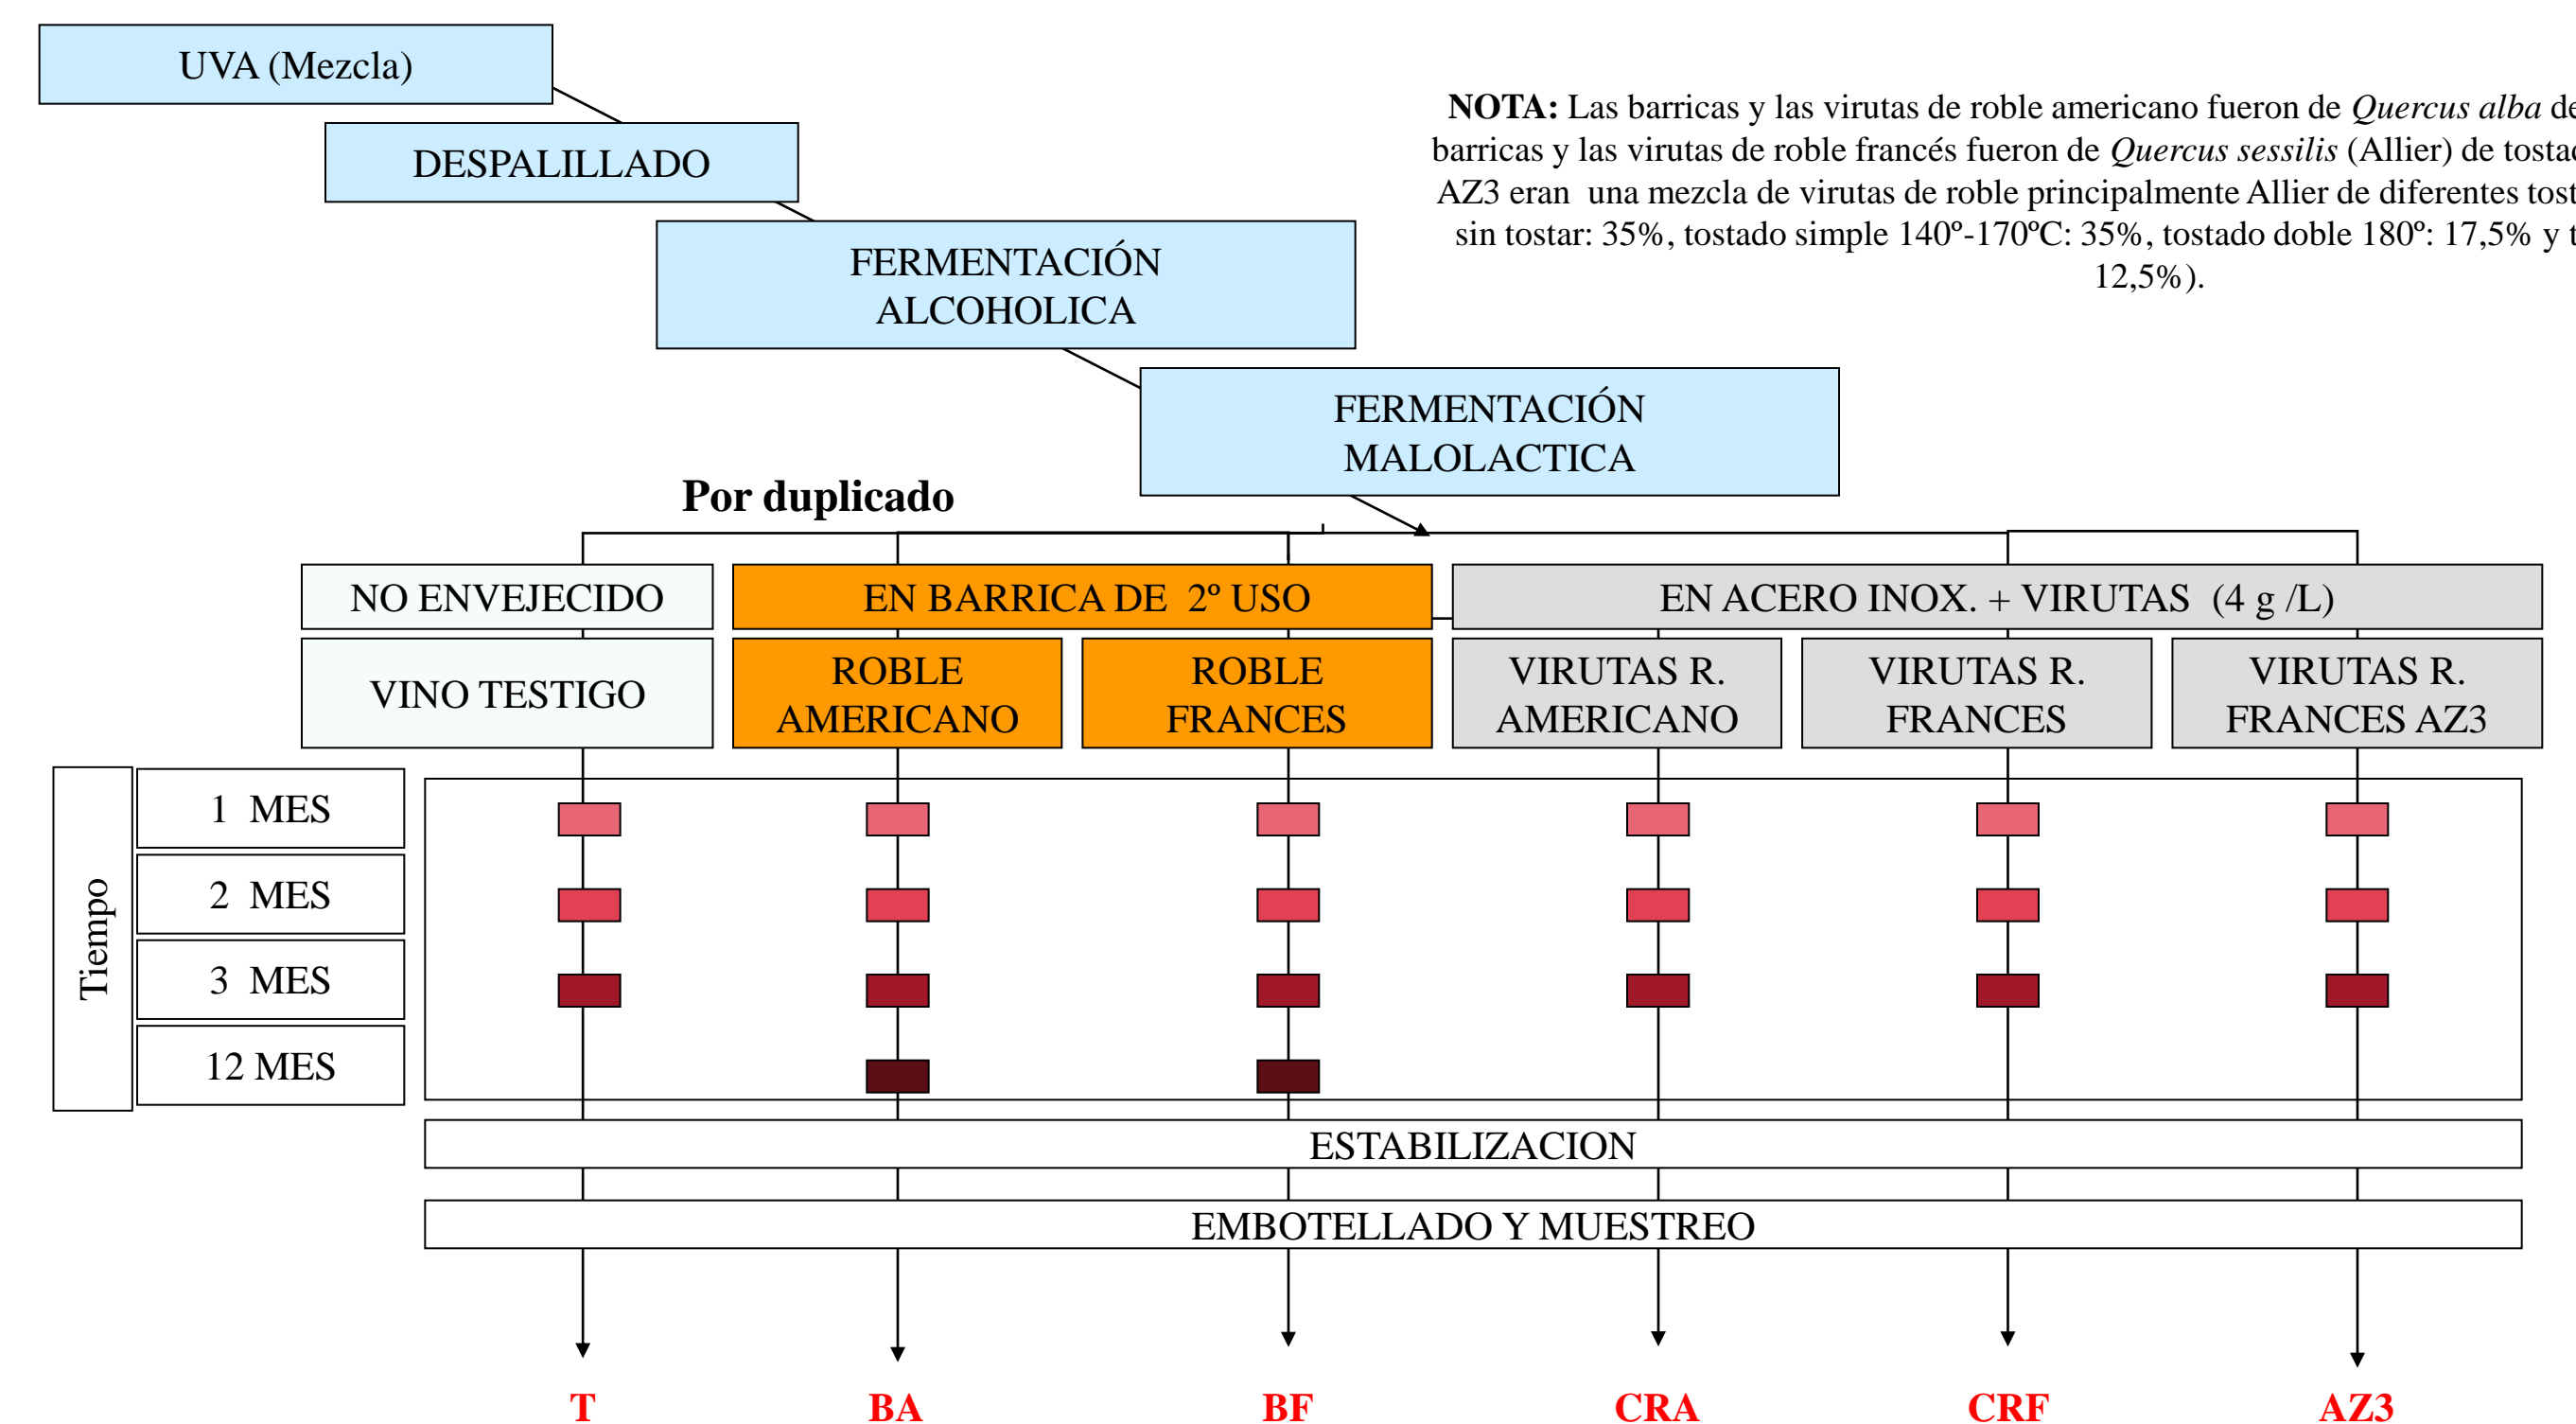 UVA (Mezcla)
DESPALILLADO
FERMENTACIÓN
ALCOHOLICA
FERMENTACIÓN
MALOLACTICA
NOTA: Las barricas y las virutas de roble americano fueron de Quercus alba
barricas y las virutas de roble francés fueron de Quercus sessilis (Allier) de
AZ3 eran una mezcla de virutas de roble principalmente Allier de diferentes
sin tostar: 35%, tostado simple 140º-170ºC: 35%, tostado doble 180º: 17,5% y
12,5%).
Por duplicado
NO ENVEJECIDO
EN BARRICA DE 2º USO
EN ACERO INOX. + VIRUTAS (4 g /L)
VINO TESTIGO
ROBLE
AMERICANO
ROBLE
FRANCES
VIRUTAS R.
AMERICANO
VIRUTAS R.
FRANCES
VIRUTAS R.
FRANCES AZ3
Tiempo
1 MES
2 MES
3 MES
12 MES
ESTABILIZACION
EMBOTELLADO Y MUESTREO
T
BA
BF
CRA
CRF
AZ3